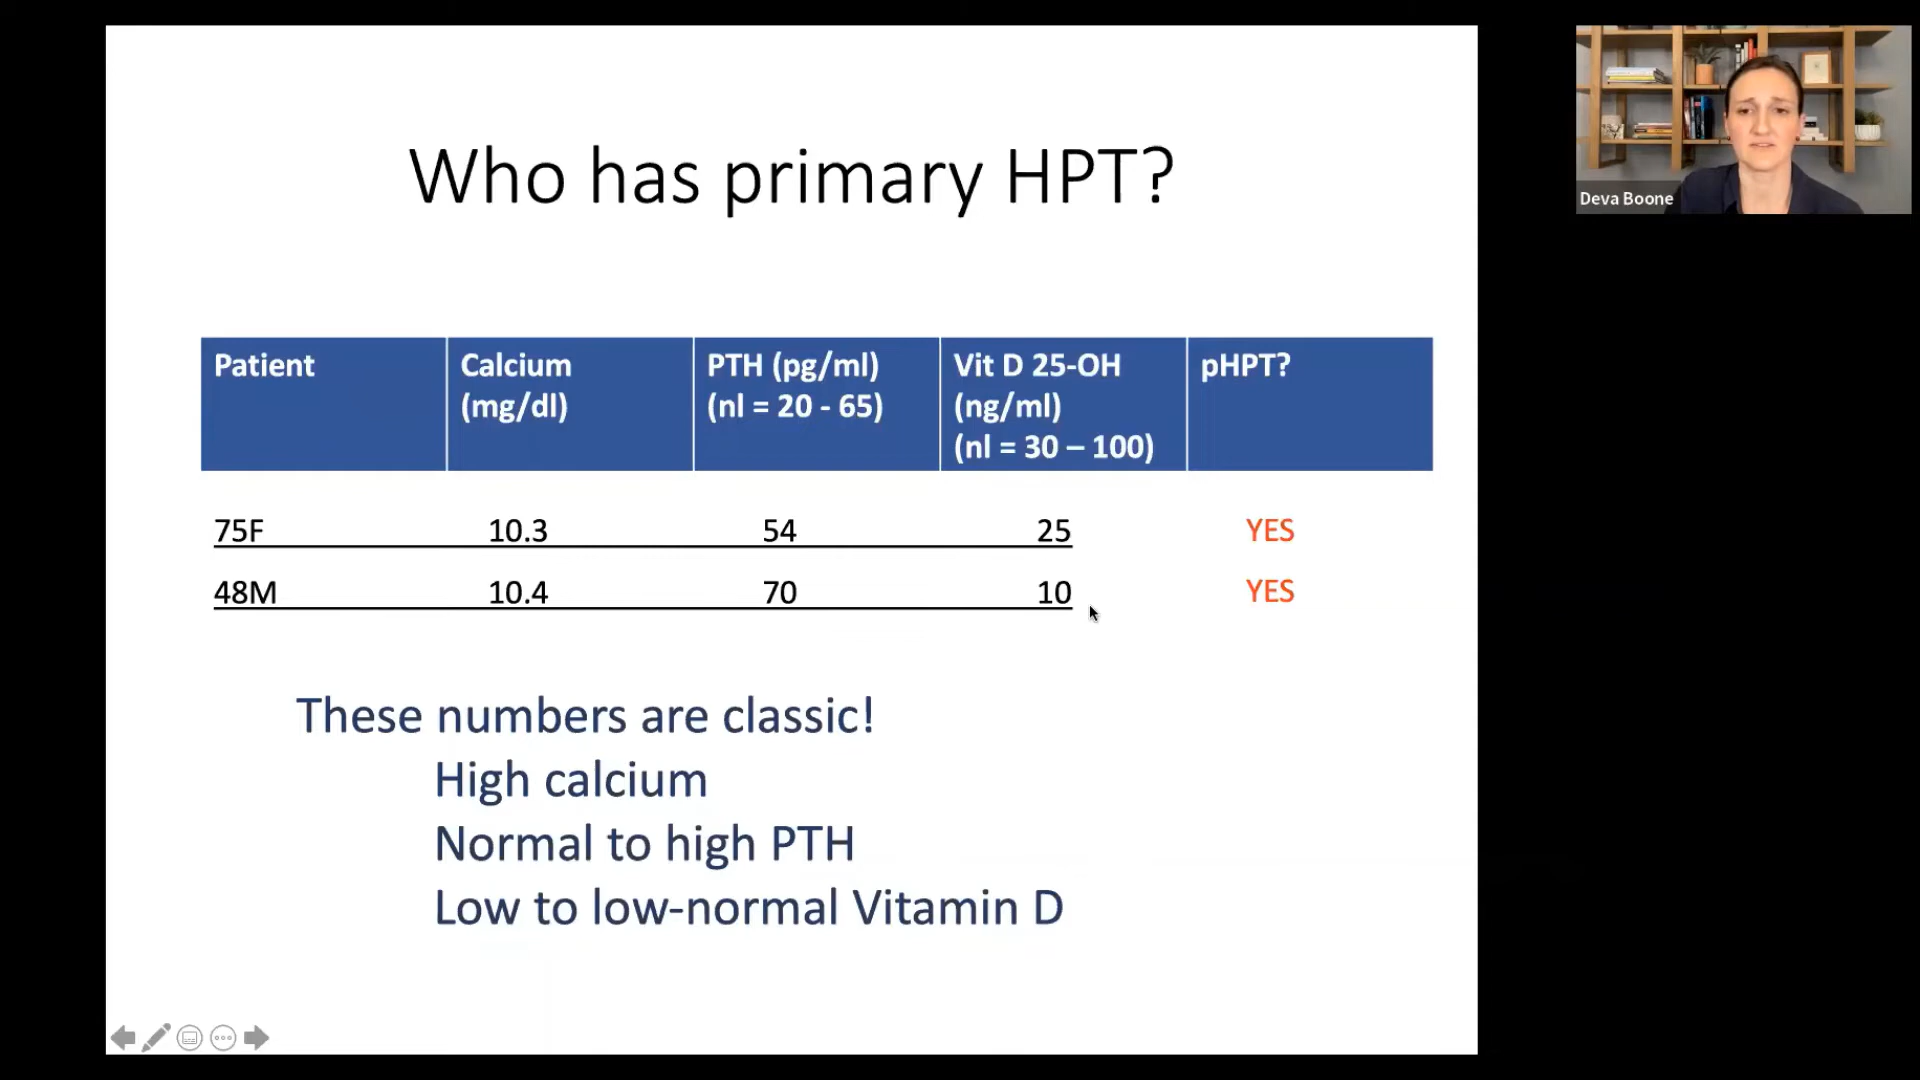 Who has primary HPT?
Patient
Calcium
(mg/dl)
PTH (pg/ml)
(nl = 20 - 65)
Vit D 25-OH
(ng/ml)
(nl = 30 – 100)
pHPT?
75F 10.3 54 25 YES
48M 10.4 70 10 YES
These numbers are classic!
High calcium
Normal to high PTH
Low to low-normal Vitamin D
Deva Boone